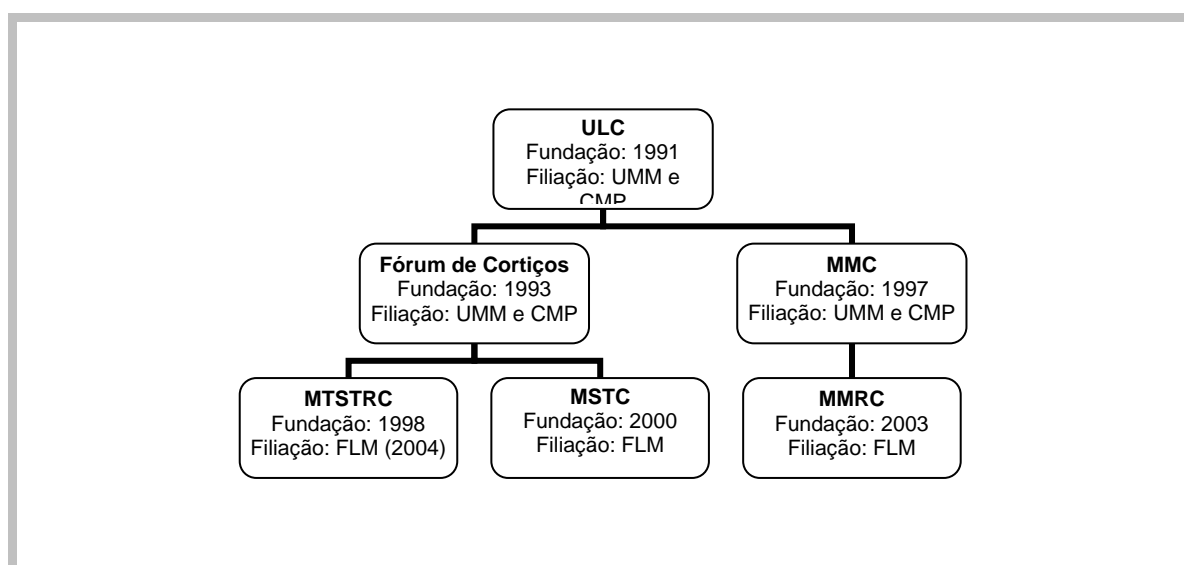 ULC
Fundação: 1991
Filiação: UMM e
CMP
Fórum de Cortiços
Fundação: 1993
Filiação: UMM e CMP
MMC
Fundação: 1997
Filiação: UMM e CMP
MTSTRC
Fundação: 1998
Filiação: FLM (2004)
MSTC
Fundação: 2000
Filiação: FLM
MMRC
Fundação: 2003
Filiação: FLM